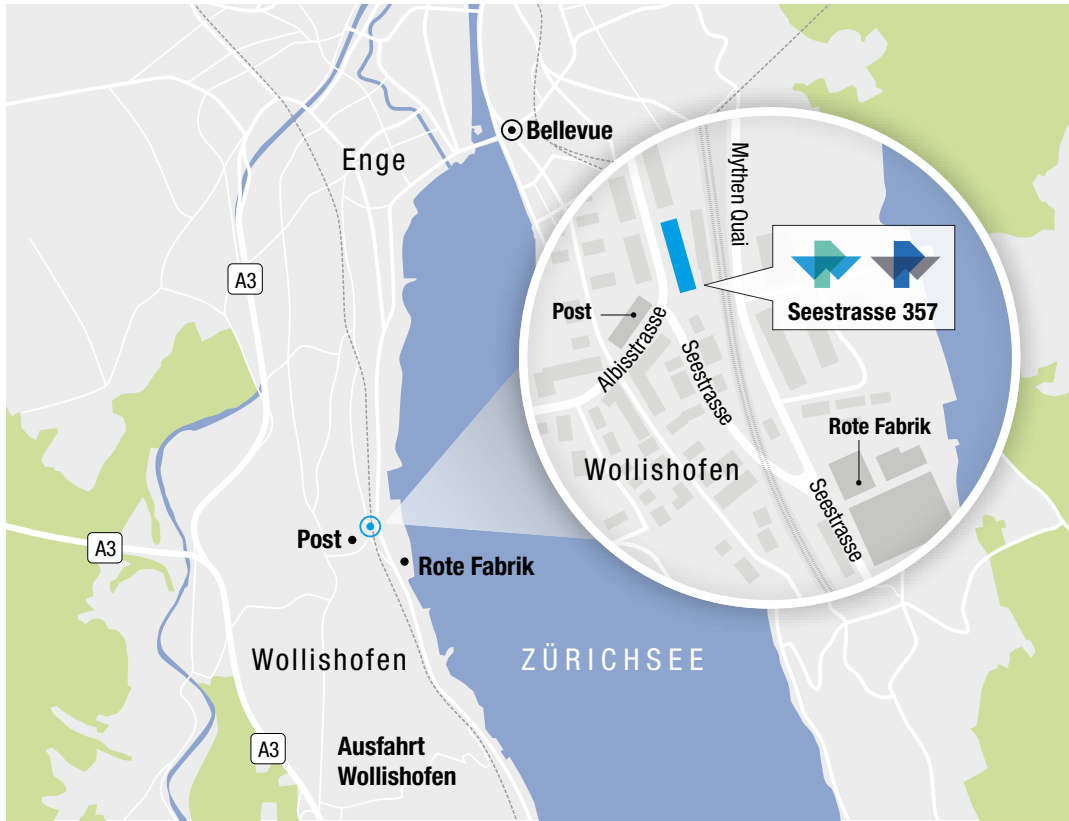 Bellevue
Enge
Mythen Quai
A3
Seestrasse 357
Post
Albisstrasse
Seestrasse
Rote Fabrik
Wollishofen
Seestrasse
Post
A3
Rote Fabrik
Wollishofen
ZÜRICHSEE
A3
Ausfahrt
Wollishofen